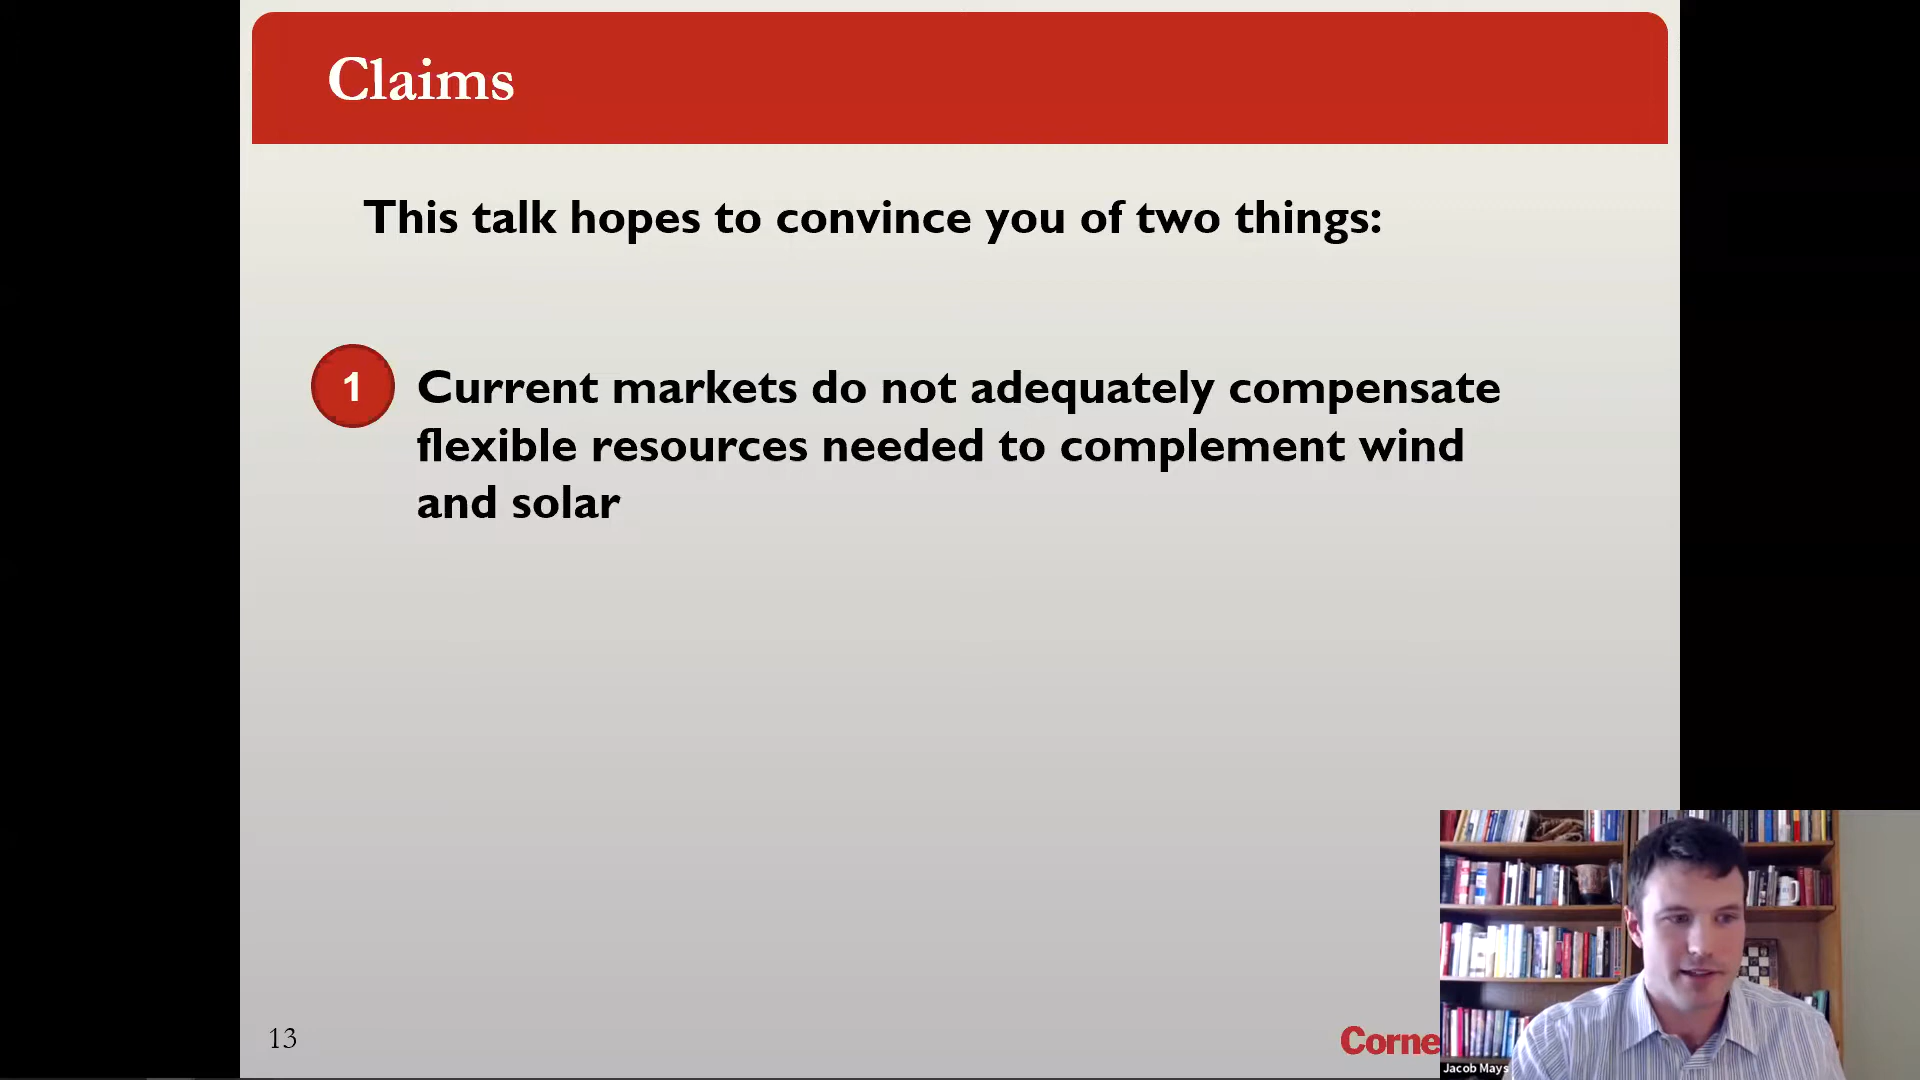 Claims
This talk hopes to convince you of two things:
1
Current markets do not adequately compensate
flexible resources needed to complement wind
and solar
13
Corne
Jacob Mays